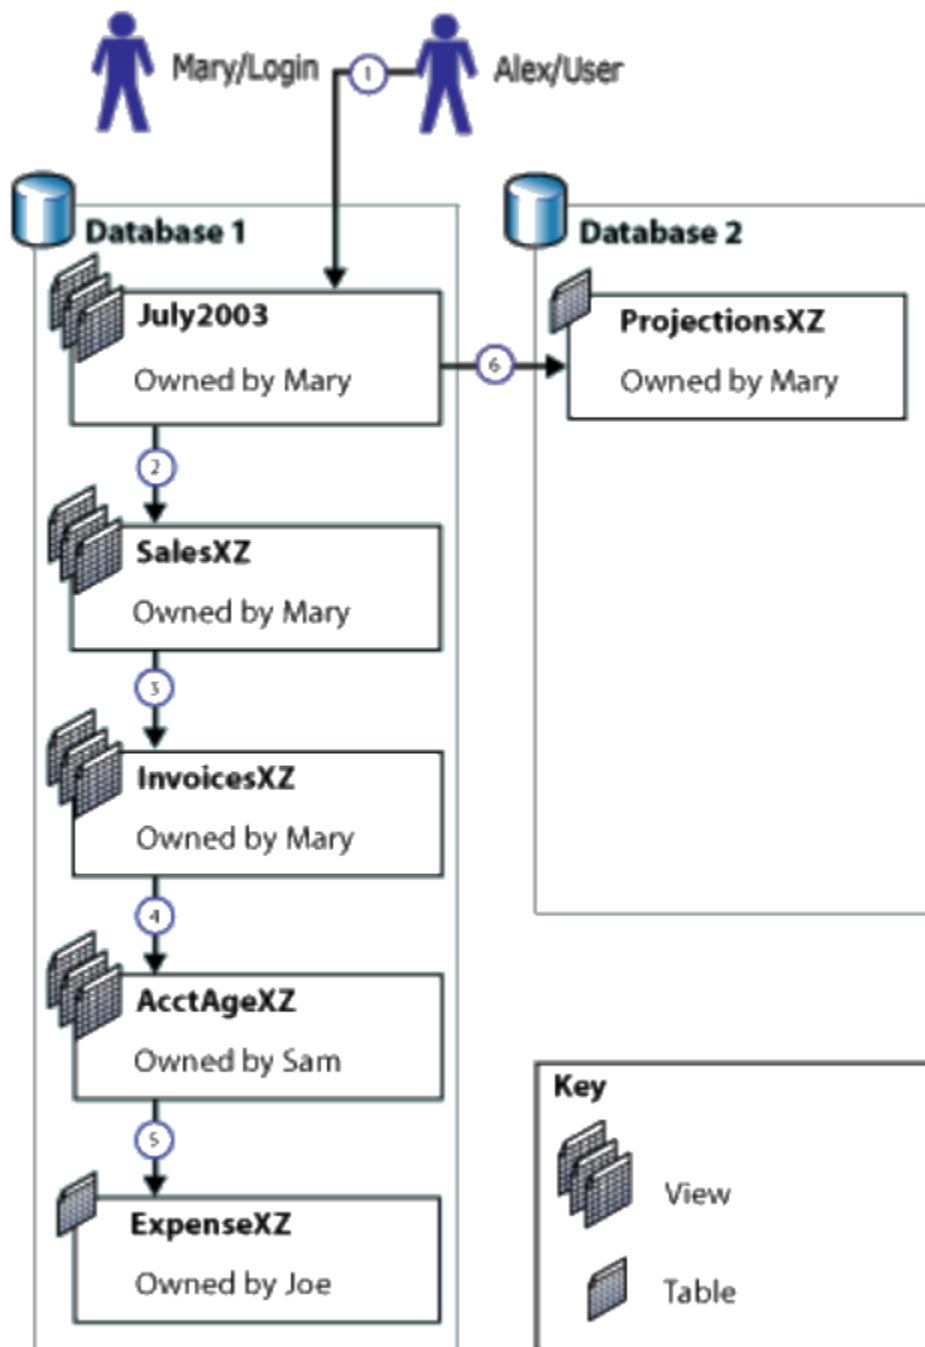 Mary/Login
1
Alex/User
Database 1
Database 2
July2003
Owned by Mary
6
ProjectionsXZ
Owned by Mary
2
SalesXZ
Owned by Mary
3
InvoicesXZ
Owned by Mary
4
AcctAgeXZ
Owned by Sam
5
ExpenseXZ
Owned by Joe
Key
View
Table